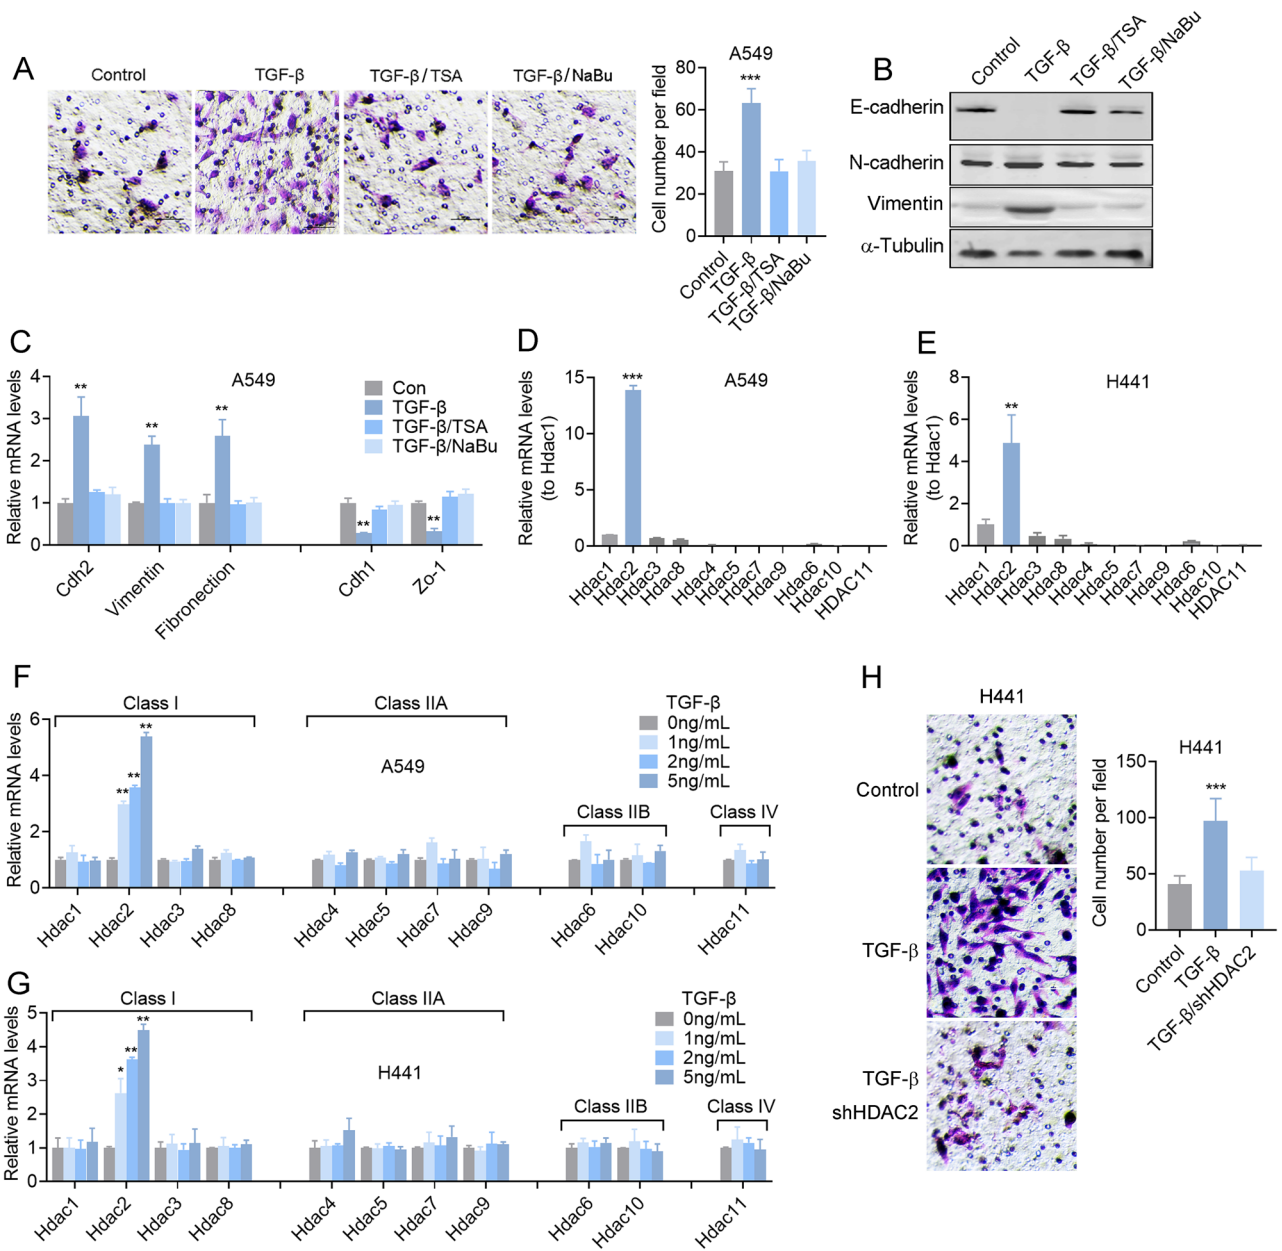 A
Control
TGF-β
TGF-β/TSA
TGF-β/NaBu
A549
***
Cell number per field
80
60
40
20
0
Control
TGF-β
TGF-β/TSA
TGF-β/NaBu
B
Control
TGF-β
TGF-β/TSA
TGF-β/NaBu
E-cadherin
N-cadherin
Vimentin
α-Tubulin
C
A549
Relative mRNA levels
4
3
2
1
0
**
**
**
**
**
Con
TGF-β
TGF-β/TSA
TGF-β/NaBu
Cdh2
Vimentin
Fibronection
Cdh1
Zo-1
D
A549
Relative mRNA levels
(to Hdac1)
15
10
5
0
***
Hdac1
Hdac2
Hdac3
Hdac8
Hdac4
Hdac5
Hdac7
Hdac9
Hdac6
Hdac10
HDAC11
E
H441
Relative mRNA levels
(to Hdac1)
8
6
4
2
0
**
Hdac1
Hdac2
Hdac3
Hdac8
Hdac4
Hdac5
Hdac7
Hdac9
Hdac6
Hdac10
HDAC11
F
Class I
Class IIA
Class IIB
Class IV
A549
TGF-β
0ng/mL
1ng/mL
2ng/mL
5ng/mL
Relative mRNA levels
6
4
2
0
**
**
**
Hdac1
Hdac2
Hdac3
Hdac8
Hdac4
Hdac5
Hdac7
Hdac9
Hdac6
Hdac10
Hdac11
G
Class I
Class IIA
Class IIB
Class IV
H441
TGF-β
0ng/mL
1ng/mL
2ng/mL
5ng/mL
Relative mRNA levels
5
4
3
2
1
0
*
**
**
Hdac1
Hdac2
Hdac3
Hdac8
Hdac4
Hdac5
Hdac7
Hdac9
Hdac6
Hdac10
Hdac11
H
H441
Control
TGF-β
TGF-β
shHDAC2
H441
***
Cell number per field
150
100
50
0
Control
TGF-β
TGF-β/shHDAC2